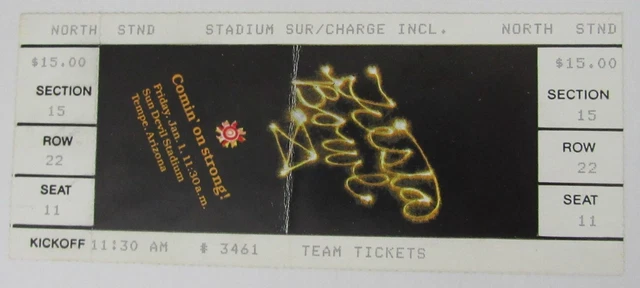 NORTH STND STADIUM SUR/CHARGE INCL. NORTH STND
$15.00
SECTION
15
ROW
22
SEAT
11
KICKOFF 11:30 AM # 3461 TEAM TICKETS
Comin' on strong!
Friday, Jan. 1, 11:30 a.m.
Sun Devil Stadium
Tempe, Arizona
Fiesta
Bowl
$15.00
SECTION
15
ROW
22
SEAT
11